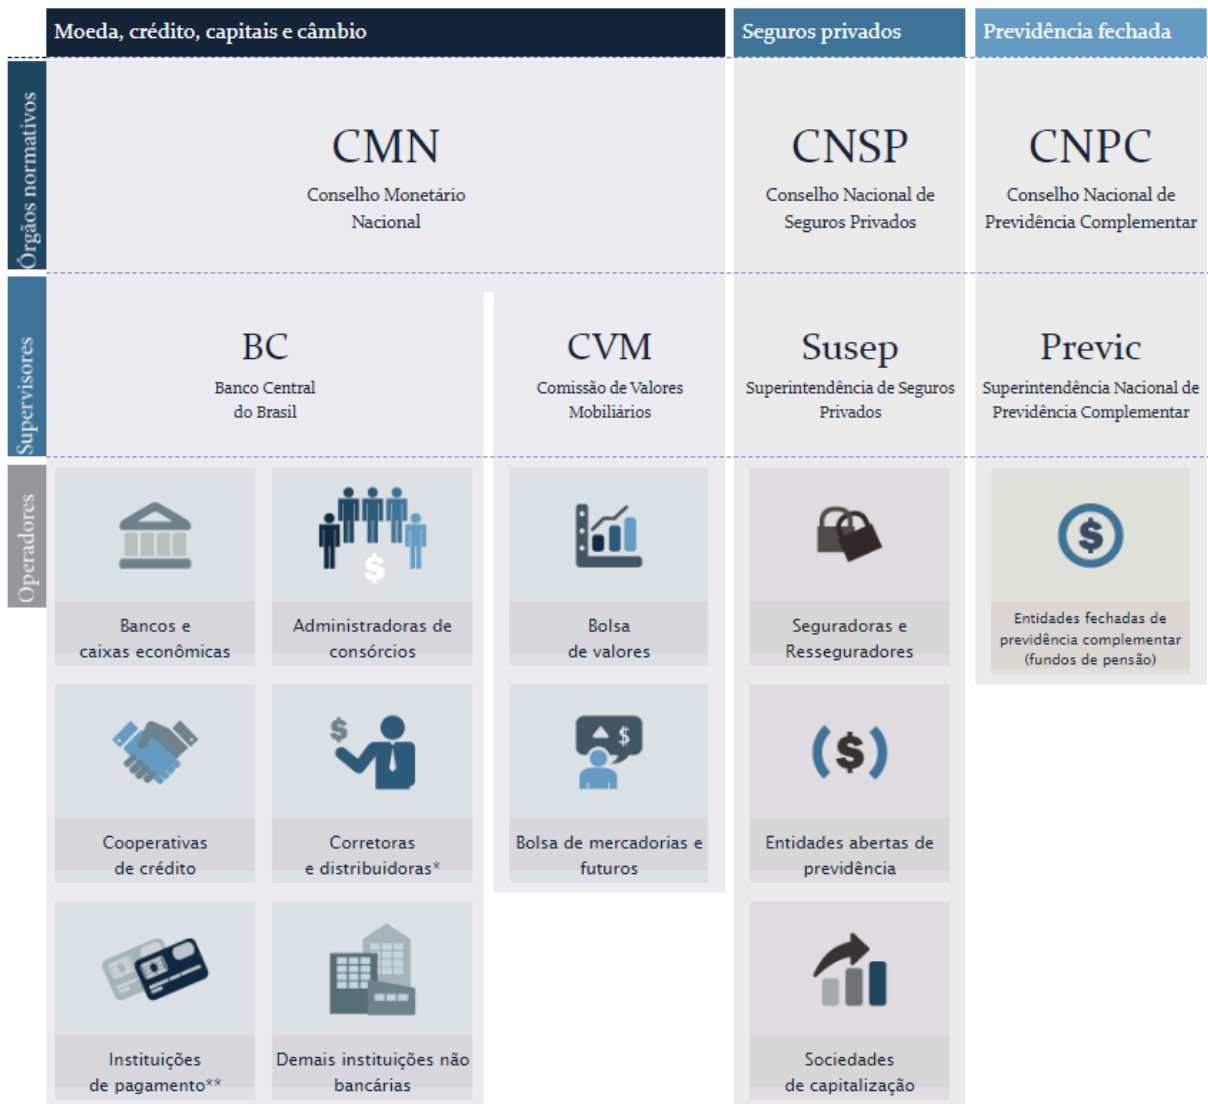 Moeda, crédito, capitais e câmbio
Seguros privados
Previdência fechada
Órgãos normativos
CMN
Conselho Monetário
Nacional
CNSP
Conselho Nacional de
Seguros Privados
CNPC
Conselho Nacional de
Previdência Complementar
Supervisores
BC
Banco Central
do Brasil
CVM
Comissão de Valores
Mobiliários
Susep
Superintendência de Seguros
Privados
Previc
Superintendência Nacional de
Previdência Complementar
Operadores
$
$
Bancos e
caixas econômicas
Administradoras de
consórcios
Bolsa
de valores
Seguradoras e
Resseguradores
Entidades fechadas de
previdência complementar
(fundos de pensão)
$
$
($)
Cooperativas
de crédito
Corretoras
e distribuidoras*
Bolsa de mercadorias e
futuros
Entidades abertas de
previdência
Instituições
de pagamento**
Demais instituições não
bancárias
Sociedades
de capitalização